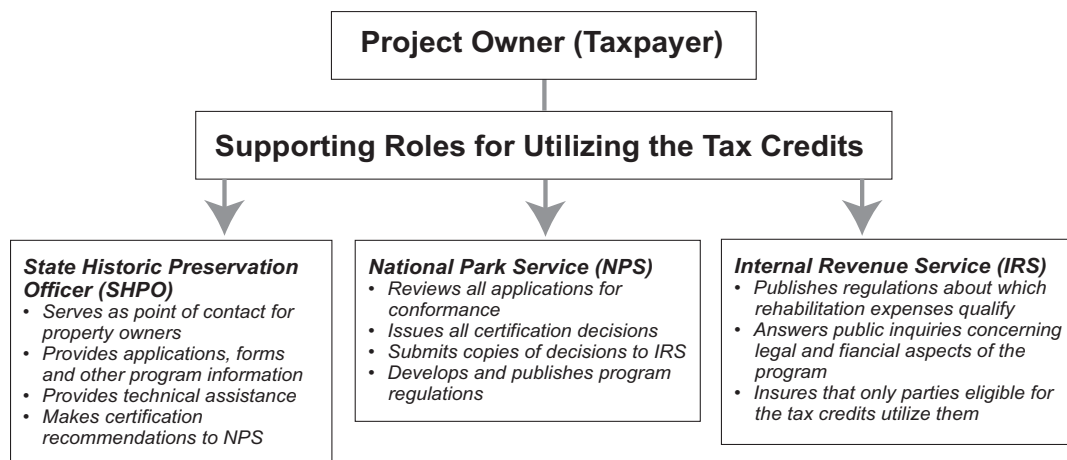 Project Owner (Taxpayer)
Supporting Roles for Utilizing the Tax Credits
State Historic Preservation
Officer (SHPO)
• Serves as point of contact for
property owners
• Provides applications, forms
and other program information
• Provides technical assistance
• Makes certification
recommendations to NPS
National Park Service (NPS)
• Reviews all applications for
conformance
• Issues all certification decisions
• Submits copies of decisions to IRS
• Develops and publishes program
regulations
Internal Revenue Service (IRS)
• Publishes regulations about which
rehabilitation expenses qualify
• Answers public inquiries concerning
legal and fiancial aspects of the
program
• Insures that only parties eligible for
the tax credits utilize them